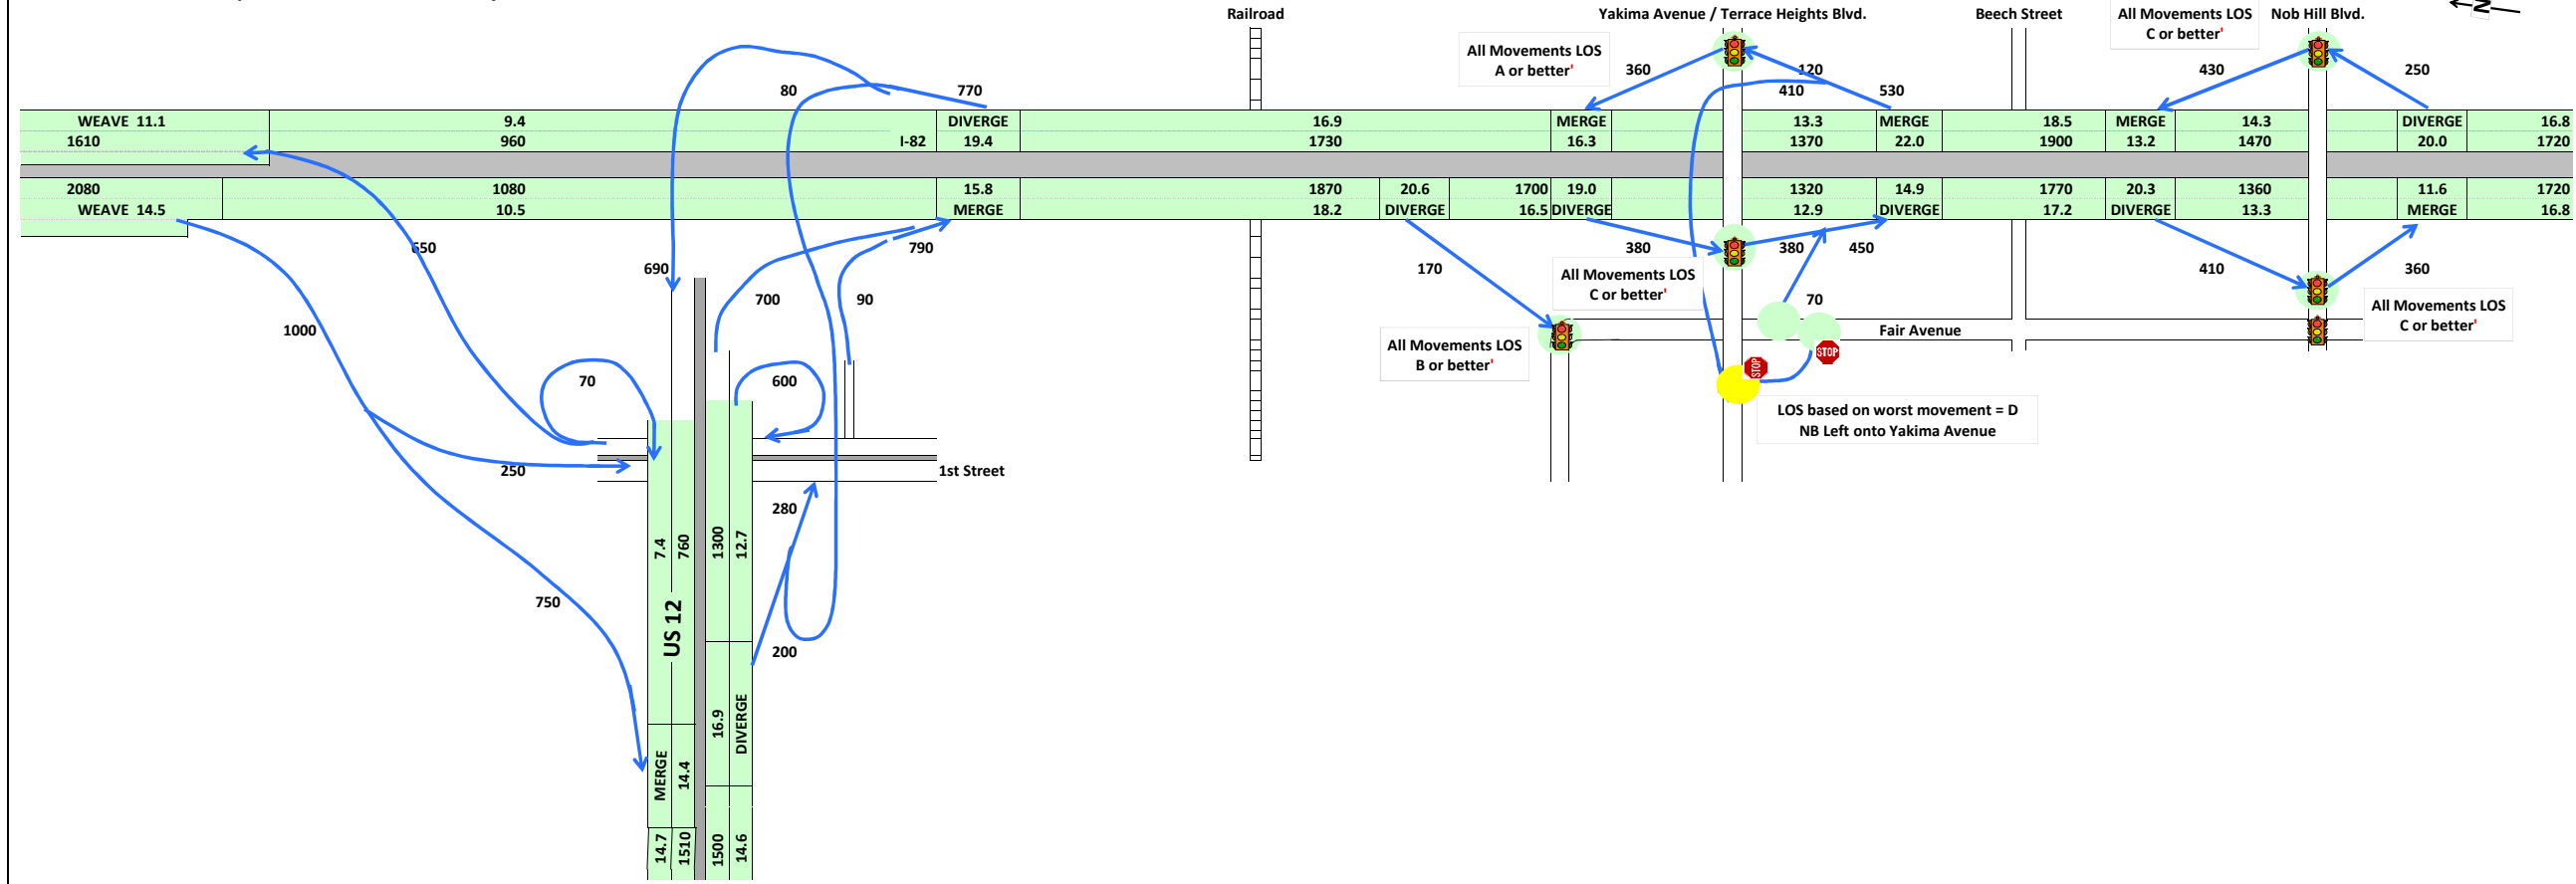 Railroad
Yakima Avenue / Terrace Heights Blvd.
Beech Street
All Movements LOS
C or better'
Nob Hill Blvd.
N
All Movements LOS
A or better'
360
120
410
530
430
250
80
770
WEAVE 11.1
9.4
DIVERGE
16.9
MERGE
13.3
MERGE
18.5
MERGE
14.3
DIVERGE
16.8
1610
960
I-82
19.4
1730
16.3
1370
22.0
1900
13.2
1470
20.0
1720
2080
1080
15.8
1870
20.6
1700
19.0
1320
14.9
1770
20.3
1360
11.6
1720
WEAVE 14.5
10.5
MERGE
18.2
DIVERGE
16.5
DIVERGE
12.9
DIVERGE
17.2
DIVERGE
13.3
MERGE
16.8
650
690
790
700
90
170
380
380
450
410
360
All Movements LOS
C or better'
70
Fair Avenue
All Movements LOS
C or better'
All Movements LOS
B or better'
STOP
STOP
LOS based on worst movement = D
NB Left onto Yakima Avenue
1000
70
600
250
1st Street
280
750
200
7.4
760
1300
12.7
US 12
MERGE
14.4
16.9
DIVERGE
14.7
1510
1500
14.6